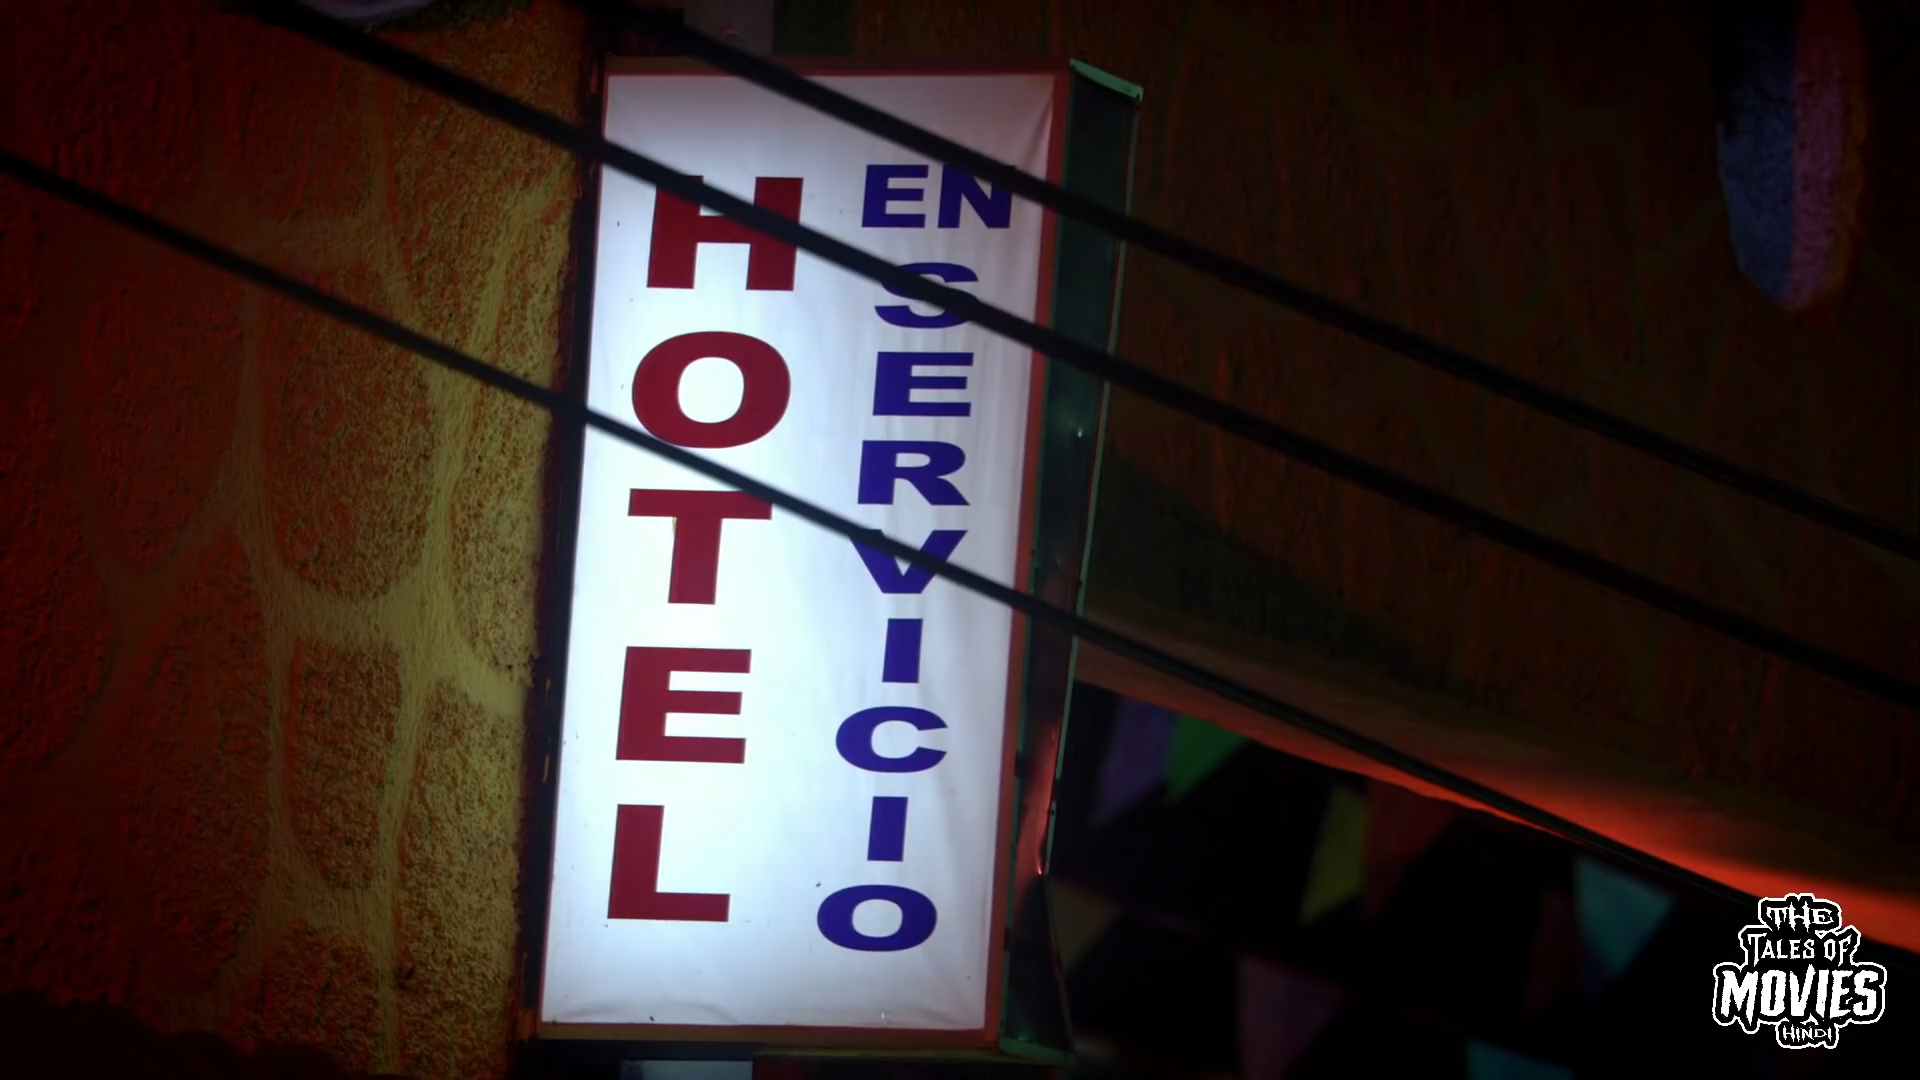 HOTEL
EN
SERVICIO
THE
TALES OF
MOVIES
HINDI